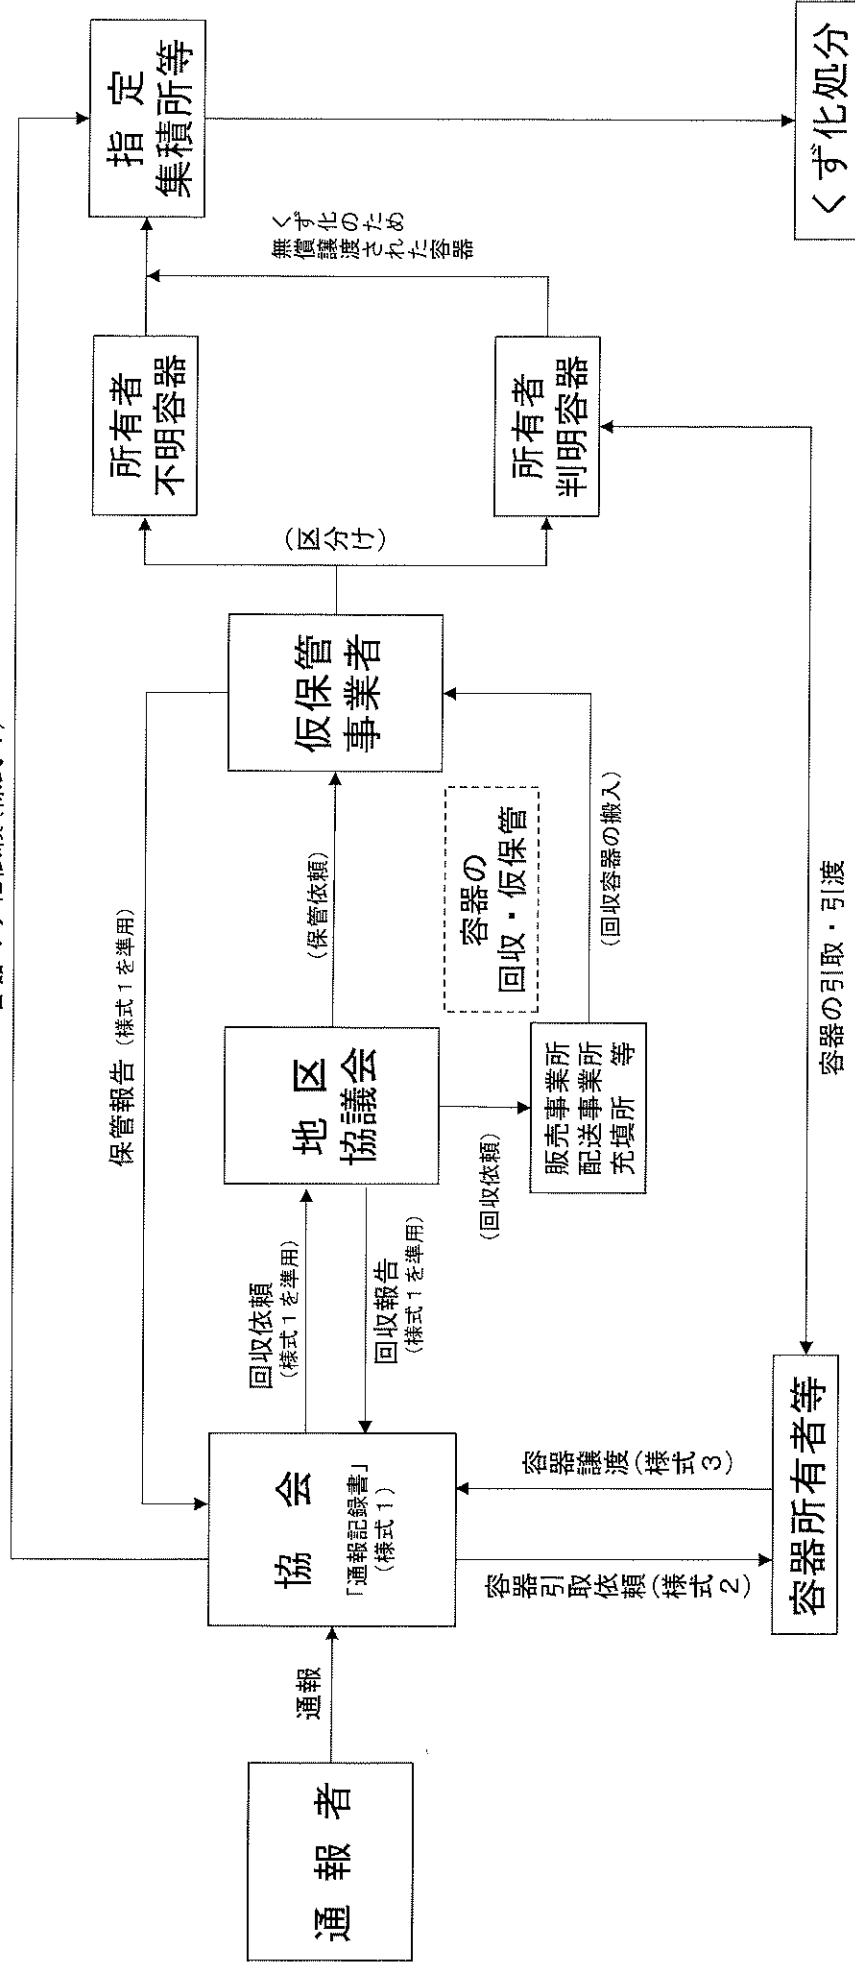 通 報 者
通報
協 会
「通報記録書」
(様式1)
回収依頼
(様式1を準用)
回収報告
(様式1を準用)
保管報告 (様式1を準用)
容器引取依頼(様式2)
容器譲渡(様式3)
容器所有者等
地 区
協議会
(回収依頼)
(保管依頼)
販売事業所
配送事業所
充填所 等
容器の
回収・仮保管
(回収容器の搬入)
仮保管
事業者
(区分け)
所有者
不明容器
所有者
判明容器
くず化のため
無償譲渡された容器
指 定
集積所等
容器の引取・引渡
くず化処分